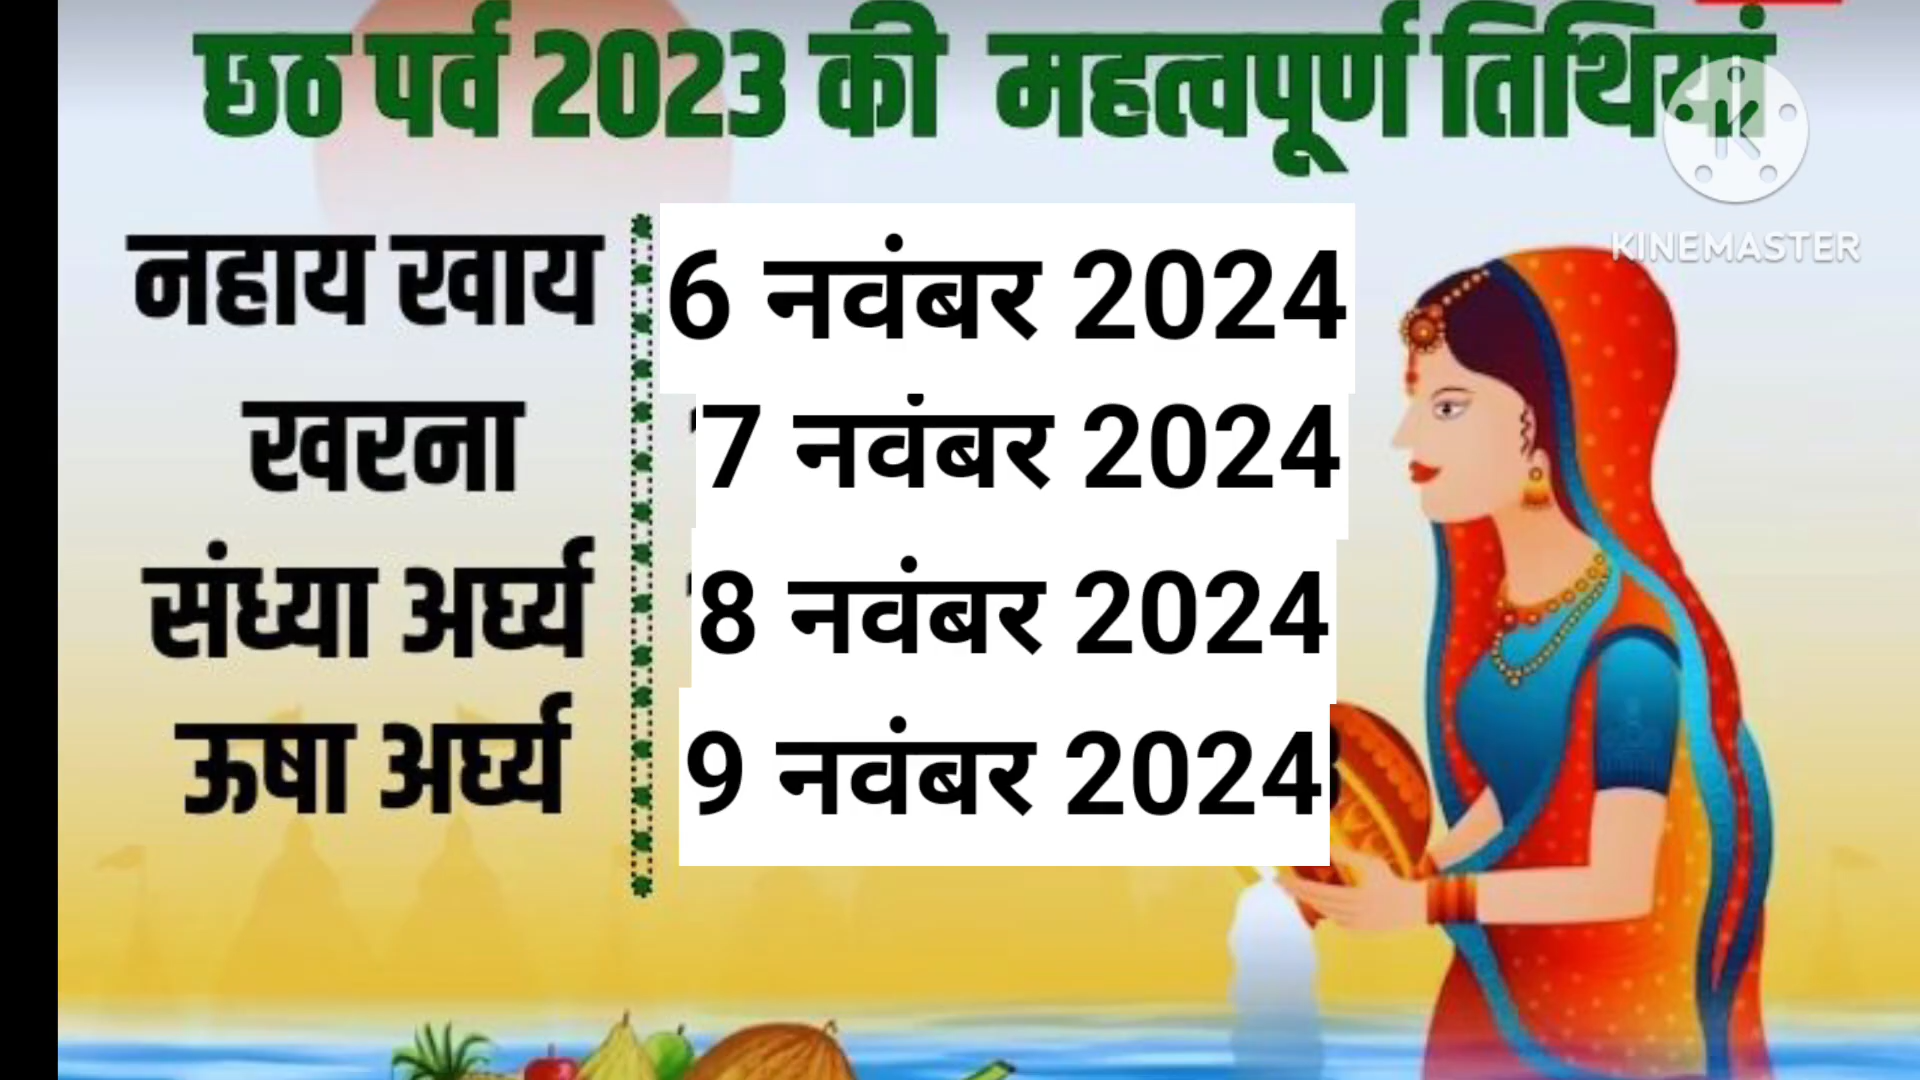 छठ पर्व 2023 की महत्वपूर्ण तिथियां
KINEMASTER
नहाय खाय 6 नवंबर 2024
खरना 7 नवंबर 2024
संध्या अर्घ्य 8 नवंबर 2024
ऊषा अर्घ्य 9 नवंबर 2024